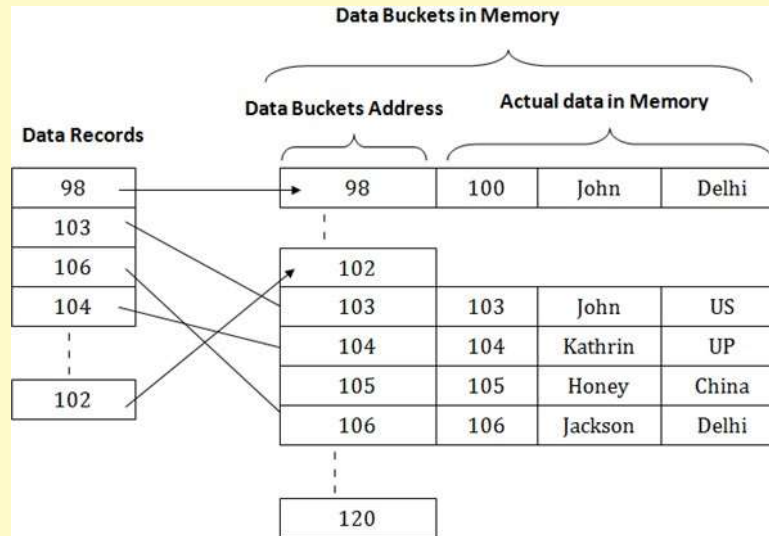 Data Buckets in Memory
Data Buckets Address Actual data in Memory
Data Records
98 98 100 John Delhi
103
106 102
104 103 103 John US
104 104 Kathrin UP
102 105 105 Honey China
106 106 Jackson Delhi
120